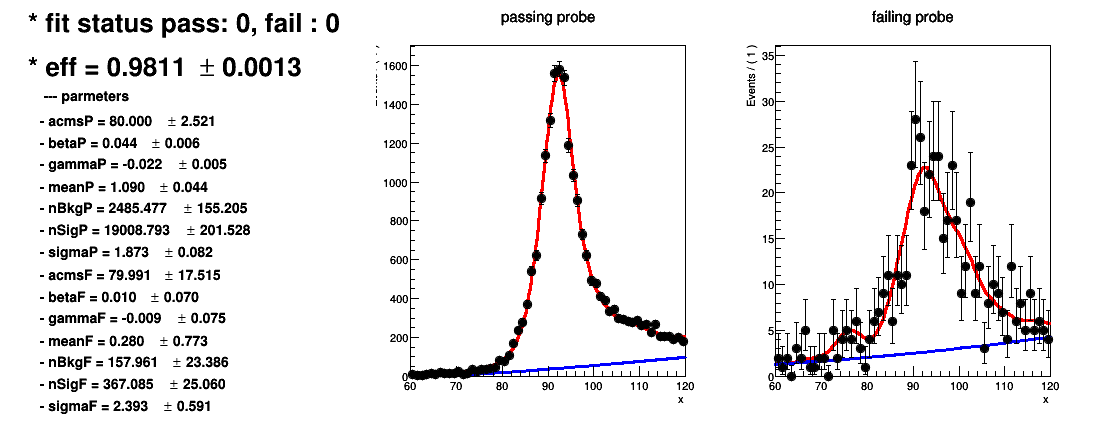 * fit status pass: 0, fail : 0
* eff = 0.9811 ± 0.0013
--- parmeters
- acmsP = 80.000 ± 2.521
- betaP = 0.044 ± 0.006
- gammaP = -0.022 ± 0.005
- meanP = 1.090 ± 0.044
- nBkgP = 2485.477 ± 155.205
- nSigP = 19008.793 ± 201.528
- sigmaP = 1.873 ± 0.082
- acmsF = 79.991 ± 17.515
- betaF = 0.010 ± 0.070
- gammaF = -0.009 ± 0.075
- meanF = 0.280 ± 0.773
- nBkgF = 157.961 ± 23.386
- nSigF = 367.085 ± 25.060
- sigmaF = 2.393 ± 0.591
passing probe
1600
1400
1200
1000
800
600
400
200
0
60 70 80 90 100 110 120
x
failing probe
Events / ( 1 )
35
30
25
20
15
10
5
0
60 70 80 90 100 110 120
x